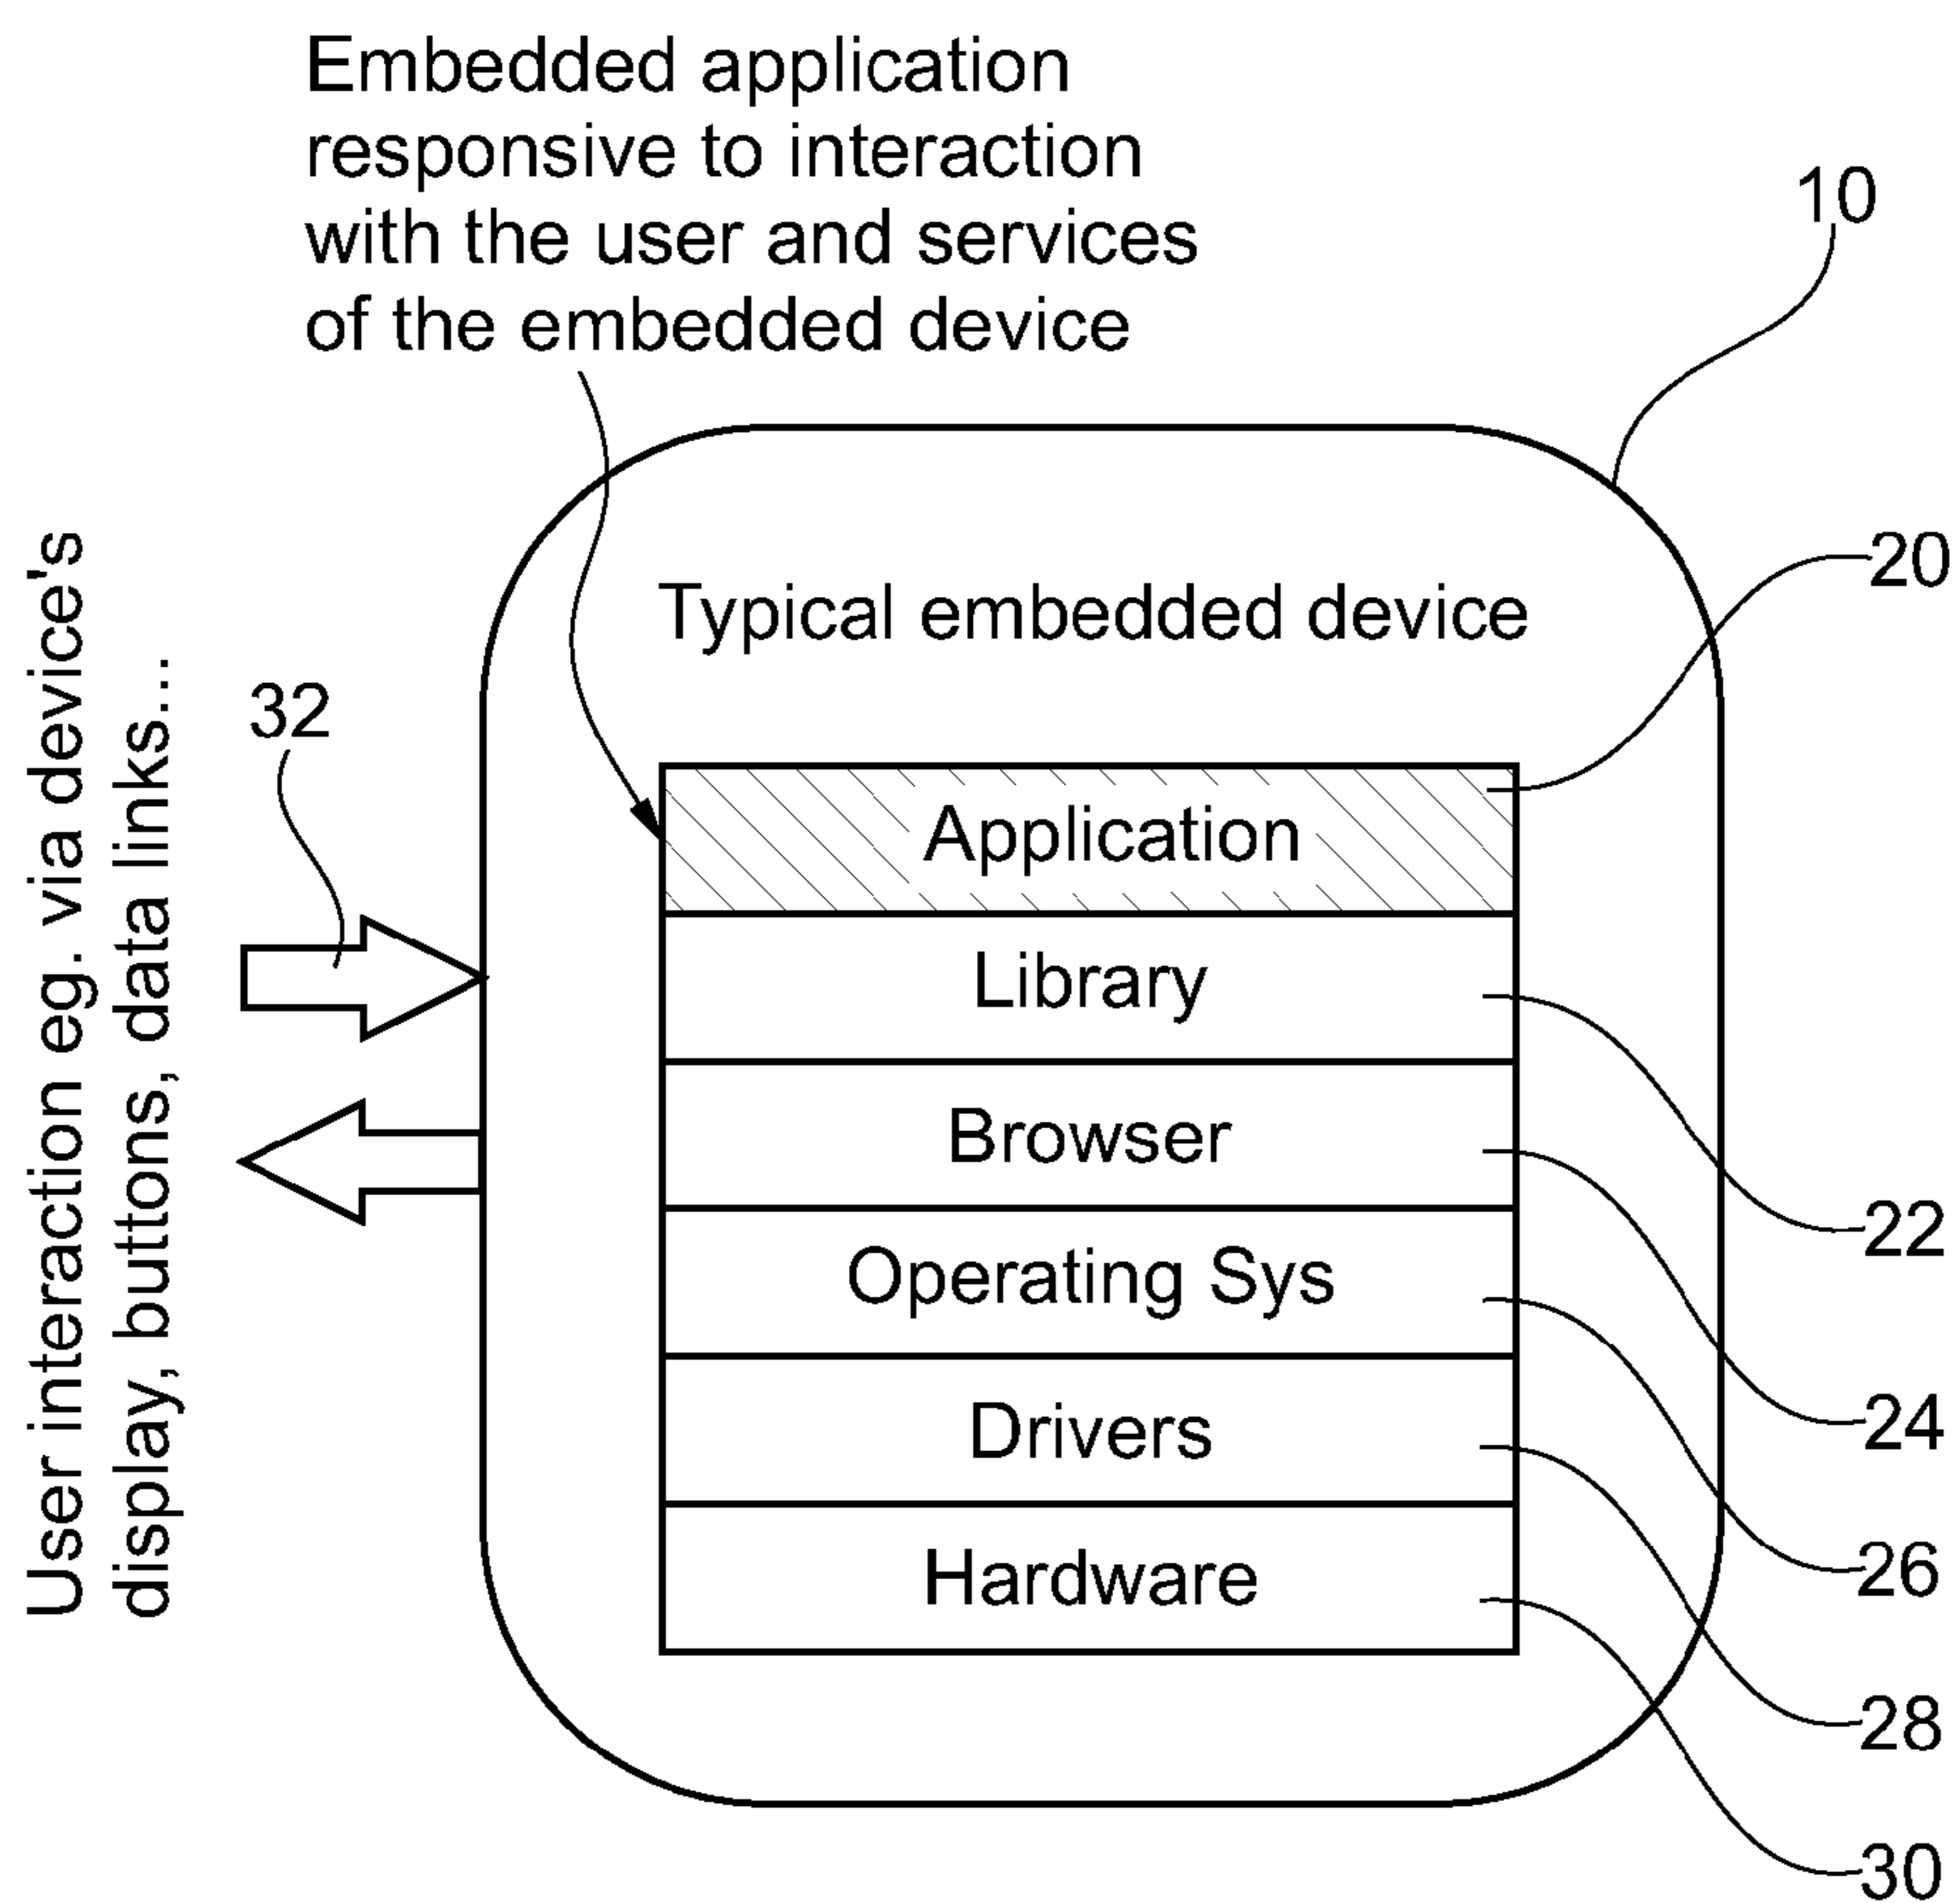 Embedded application
responsive to interaction
with the user and services
of the embedded device
10
20
Typical embedded device
User interaction eg. via device's
display, buttons, data links...
32
Application
Library
Browser
Operating Sys
Drivers
Hardware
22
24
26
28
30